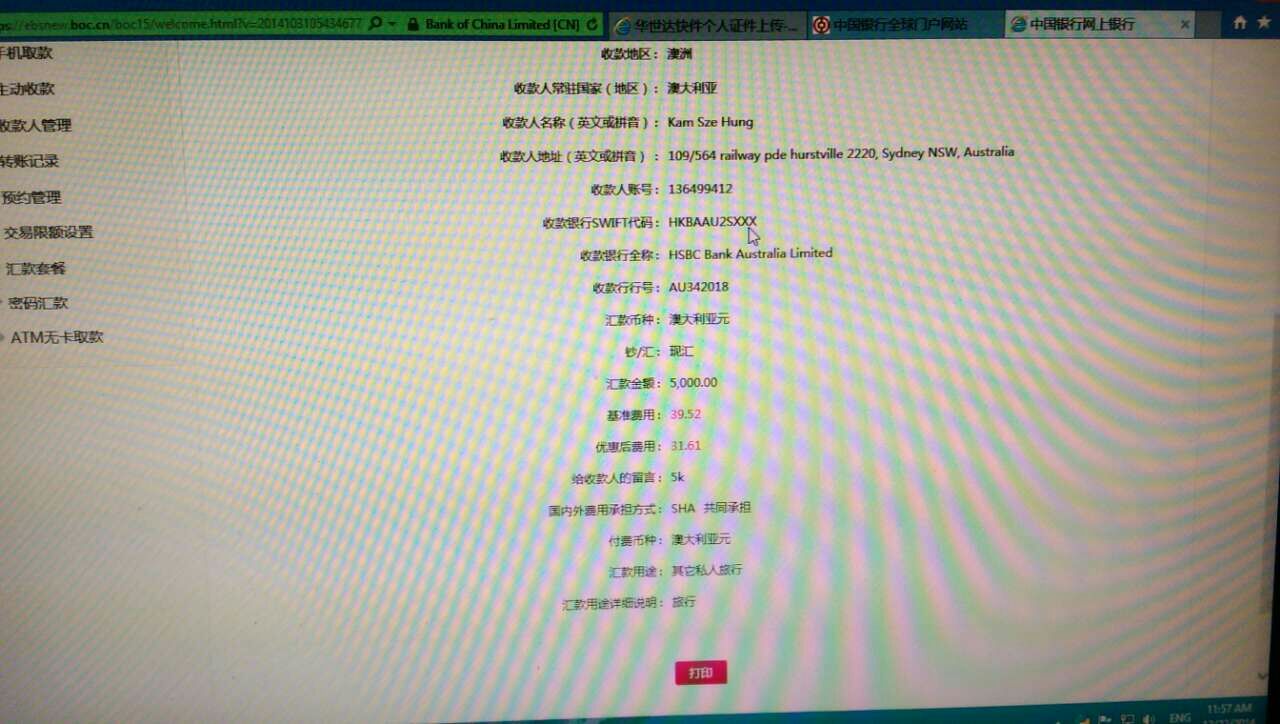 ps://ebsnew.boc.cn/boc15/welcome.html?v=20141031054346​77
Bank of China Limited [CN]
华世达快件个人证件上传-...
中国银行全球门户网站
中国银行网上银行
手机取款
主动收款
收款人管理
转账记录
预约管理
交易限额设置
汇款套餐
密码汇款
ATM无卡取款
收款地区： 澳洲
收款人常驻国家（地区）： 澳大利亚
收款人名称（英文或拼音）： Kam Sze Hung
收款人地址（英文或拼音）： 109/564 railway pde hurstville 2220, Sydney NSW, Australia
收款人账号： 136499412
收款银行SWIFT代码： HKBAAU2SXXX
收款银行全称： HSBC Bank Australia Limited
收款行行号： AU342018
汇款币种： 澳大利亚元
钞/汇： 现汇
汇款金额： 5,000.00
基准费用： 39.52
优惠后费用： 31.61
给收款人的留言： 5k
国内外费用承担方式： SHA 共同承担
付费币种： 澳大利亚元
汇款用途： 其它私人旅行
汇款用途详细说明： 旅行
打印
ENG
11:57 AM